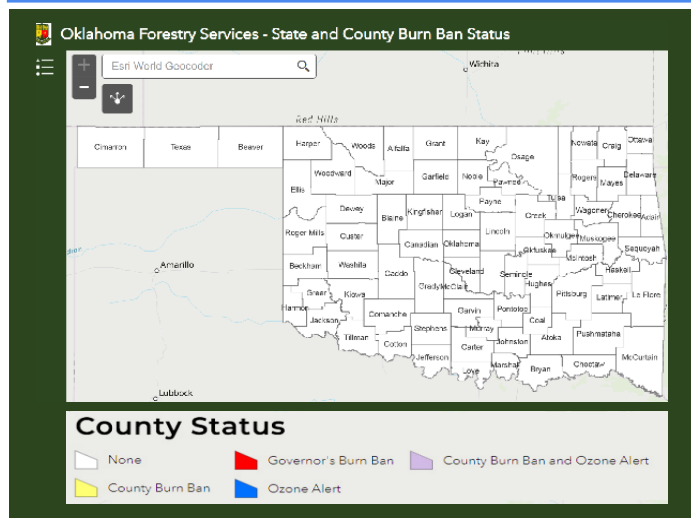 Oklahoma Forestry Services - State and County Burn Ban Status
Esri World Geocoder
Wichita
Red Hills
Cimarron Texas Beaver Harper Woods Alfalfa Grant Kay Osage Nowata Craig Ottawa
Ellis Woodward Major Garfield Noble Pawnee Rogers Mayes Delaware
Dewey Blaine Kingfisher Logan Payne Creek Tulsa Wagoner Cherokee Adair
Roger Mills Custer Canadian Oklahoma Lincoln Okfuskee Okmulgee Muskogee McIntosh Sequoyah
Amarillo
Beckham Washita Caddo Grady McClain Cleveland Seminole Hughes Pittsburg Haskell Latimer Le Flore
Harmon Greer Kiowa Jackson Comanche Stephens Garvin Murray Pontotoc Coal Pushmataha
Tillman Cotton Jefferson Carter Johnston Atoka
Love Marshall Bryan Choctaw McCurtain
Lubbock
County Status
None Governor's Burn Ban County Burn Ban and Ozone Alert
County Burn Ban Ozone Alert